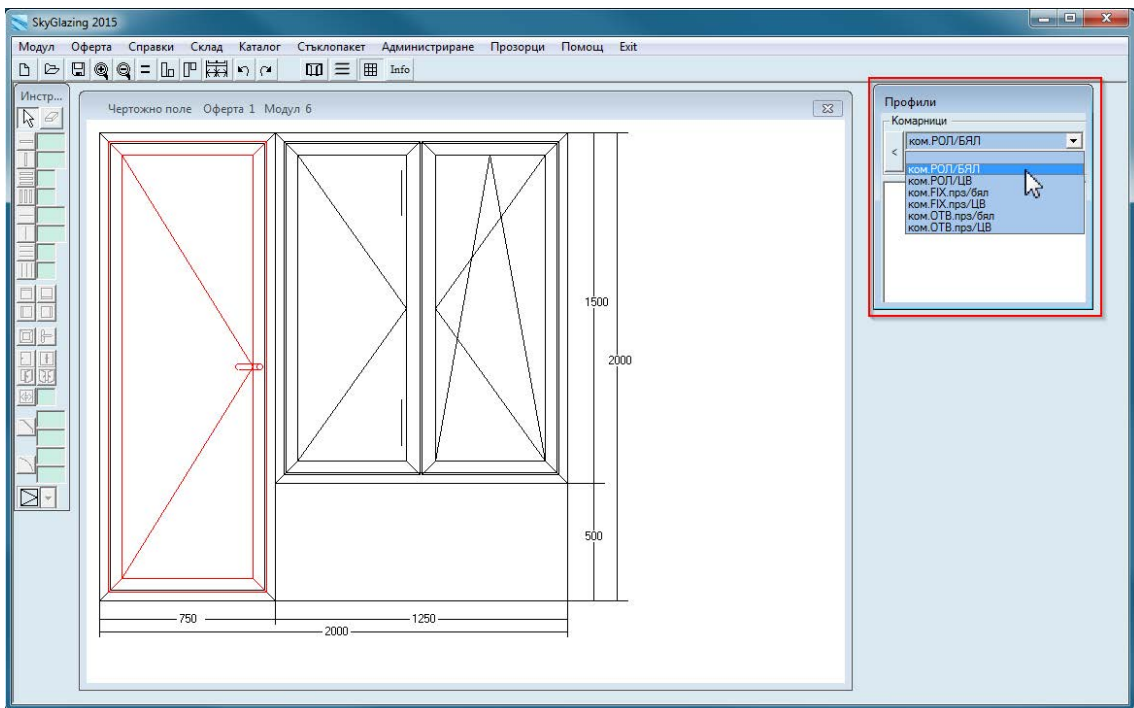 SkyGlazing 2015
Модул Оферта Справки Склад Каталог Стъклопакет Администриране Прозорци Помощ Exit
Info
Инстр...
Чертожно поле Оферта 1 Модул 6
1500
2000
500
750
1250
2000
Профили
Комарници
<
ком.РОЛ/БЯЛ
ком.РОЛ/БЯЛ
ком.РОЛ/ЦВ
ком.FIX.прз/бял
ком.FIX.прз/ЦВ
ком.ОТВ.прз/бял
ком.ОТВ.прз/ЦВ